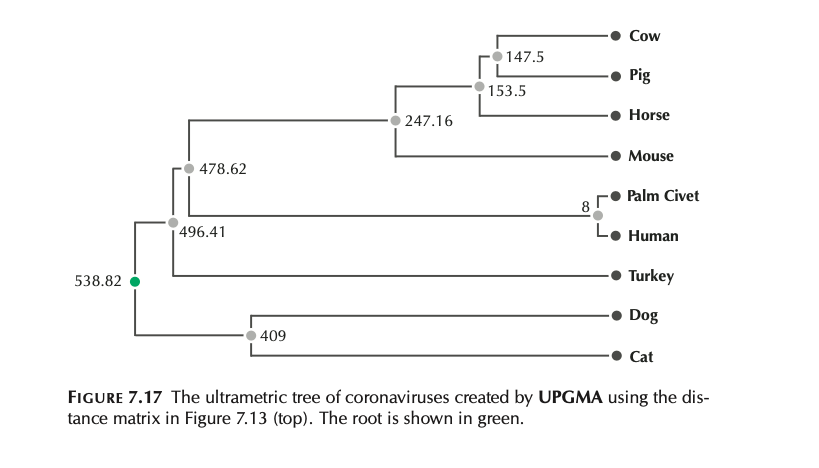 Cow
147.5
Pig
153.5
Horse
247.16
Mouse
478.62
Palm Civet
8
Human
496.41
Turkey
538.82
Dog
409
Cat
FIGURE 7.17 The ultrametric tree of coronaviruses created by UPGMA using the dis-
tance matrix in Figure 7.13 (top). The root is shown in green.